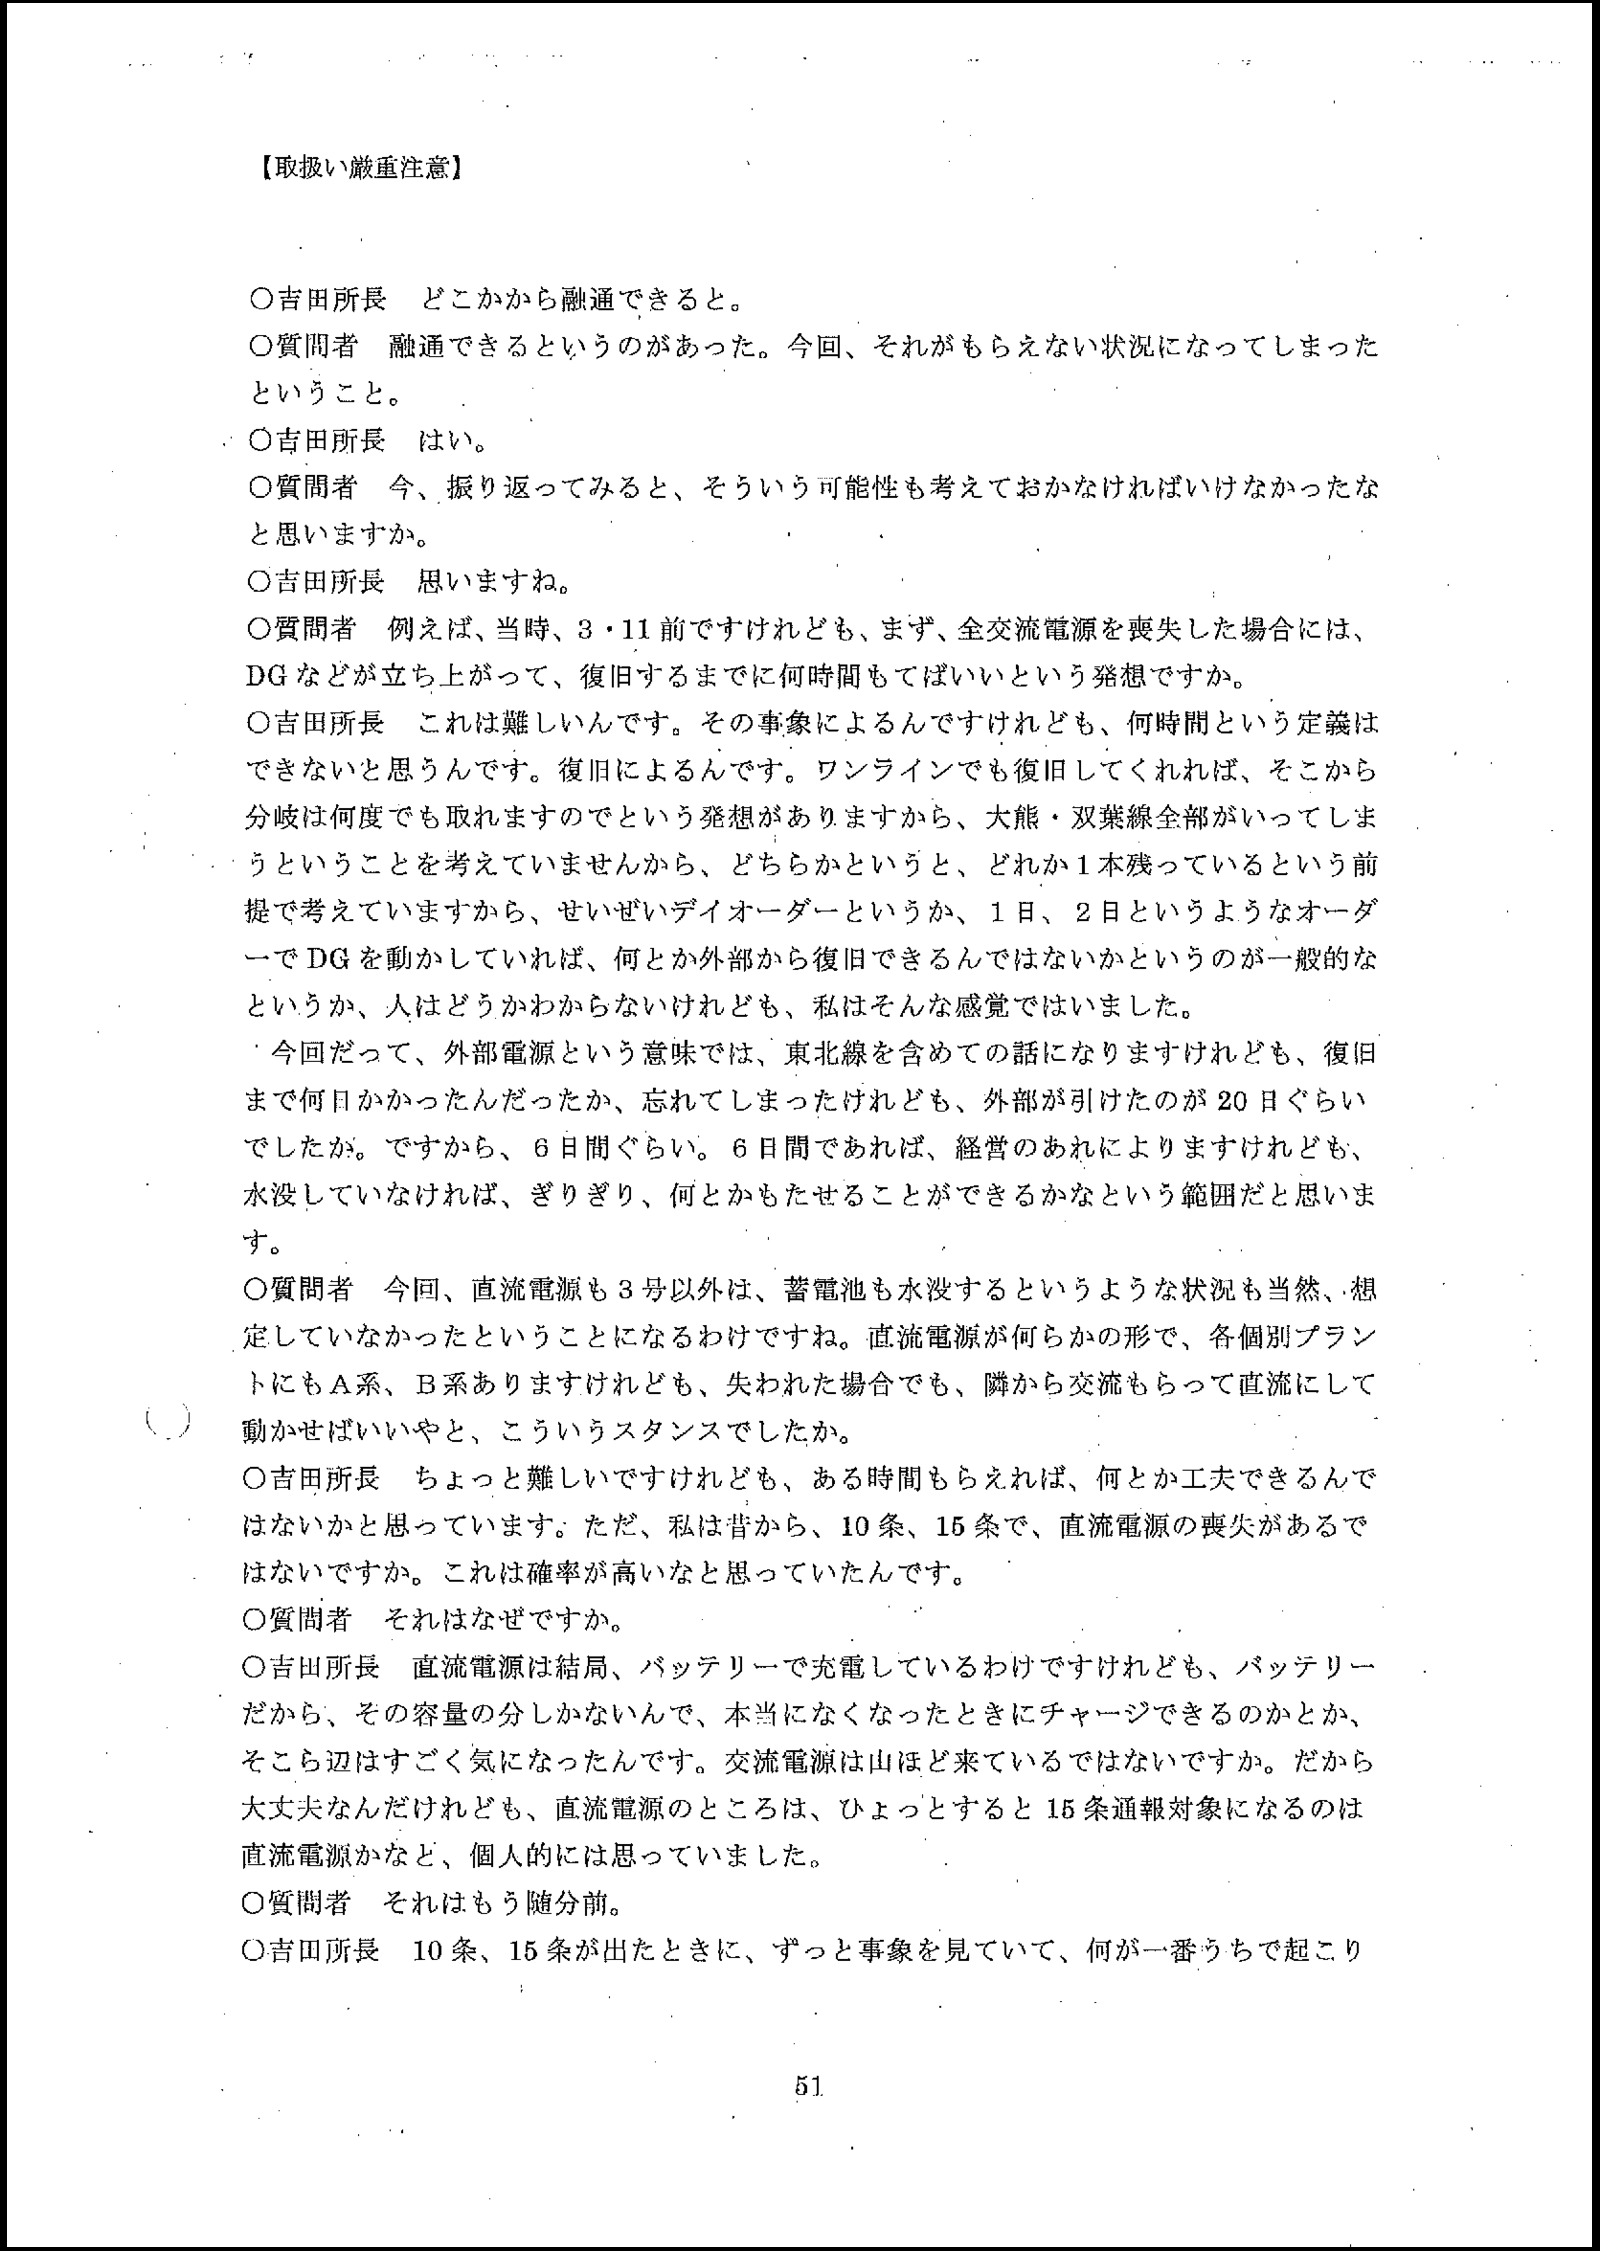 【取扱い厳重注意】
○吉田所長　どこかから融通できると。
○質問者　融通できるというのがあった。今回、それがもらえない状況になってしまった
ということ。
○吉田所長　はい。
○質問者　今、振り返ってみると、そういう可能性も考えておかなければいけなかったな
と思いますか。
○吉田所長　思いますね。
○質問者　例えば、当時、3・11前ですけれども、まず、全交流電源を喪失した場合には、
DGなどが立ち上がって、復旧するまでに何時間もてばいいという発想ですか。
○吉田所長　これは難しいんです。その事象によるんですけれども、何時間という定義は
できないと思うんです。復旧によるんです。ワンラインでも復旧してくれれば、そこから
分岐は何度でも取れますのでという発想がありますから、大熊・双葉線全部がいってしま
うということを考えていませんから、どちらかというと、どれか1本残っているという前
提で考えていますから、せいぜいデイオーダーというか、1日、2日というようなオーダ
ーでDGを動かしていれば、何とか外部から復旧できるんではないかというのが一般的な
というか、人はどうかわからないけれども、私はそんな感覚ではいました。
　今回だって、外部電源という意味では、東北線を含めての話になりますけれども、復旧
まで何日かかったんだったか、忘れてしまったけれども、外部が引けたのが20日ぐらい
でしたか。ですから、6日間ぐらい。6日間であれば、経営のあれによりますけれども、
水没していなければ、ぎりぎり、何とかもたせることができるかなという範囲だと思いま
す。
○質問者　今回、直流電源も3号以外は、蓄電池も水没するというような状況も当然、想
定していなかったということになるわけですね。直流電源が何らかの形で、各個別プラン
トにもA系、B系ありますけれども、失われた場合でも、隣から交流もらって直流にして
動かせばいいやと、こういうスタンスでしたか。
○吉田所長　ちょっと難しいですけれども、ある時間もらえれば、何とか工夫できるんで
はないかと思っています。ただ、私は昔から、10条、15条で、直流電源の喪失があるで
はないですか。これは確率が高いなと思っていたんです。
○質問者　それはなぜですか。
○吉田所長　直流電源は結局、バッテリーで充電しているわけですけれども、バッテリー
だから、その容量の分しかないんで、本当になくなったときにチャージできるのかとか、
そこら辺はすごく気になったんです。交流電源は山ほど来ているではないですか。だから
大丈夫なんだけれども、直流電源のところは、ひょっとすると15条通報対象になるのは
直流電源かなと、個人的には思っていました。
○質問者　それはもう随分前。
○吉田所長　10条、15条が出たときに、ずっと事象を見ていて、何が一番うちで起こり
51